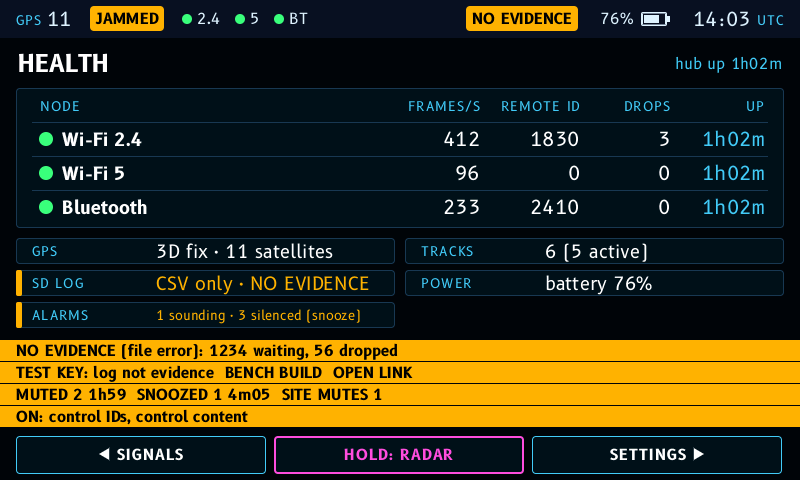 GPS 11 JAMMED 2.4 5 BT NO EVIDENCE 76% 14:03 UTC
HEALTH hub up 1h02m
NODE FRAMES/S REMOTE ID DROPS UP
Wi-Fi 2.4 412 1830 3 1h02m
Wi-Fi 5 96 0 0 1h02m
Bluetooth 233 2410 0 1h02m
GPS 3D fix · 11 satellites TRACKS 6 (5 active)
SD LOG CSV only · NO EVIDENCE POWER battery 76%
ALARMS 1 sounding · 3 silenced (snooze)
NO EVIDENCE (file error): 1234 waiting, 56 dropped
TEST KEY: log not evidence BENCH BUILD OPEN LINK
MUTED 2 1h59 SNOOZED 1 4m05 SITE MUTES 1
ON: control IDs, control content
◀ SIGNALS HOLD: RADAR SETTINGS ▶